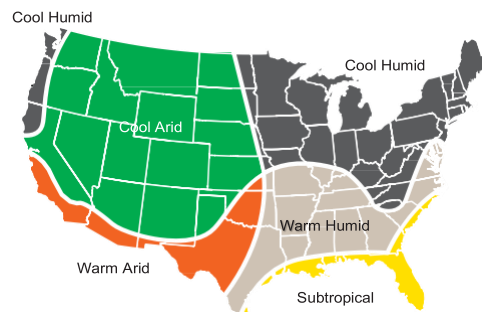 Cool Humid
Cool Humid
Cool Arid
Warm Humid
Warm Arid
Subtropical